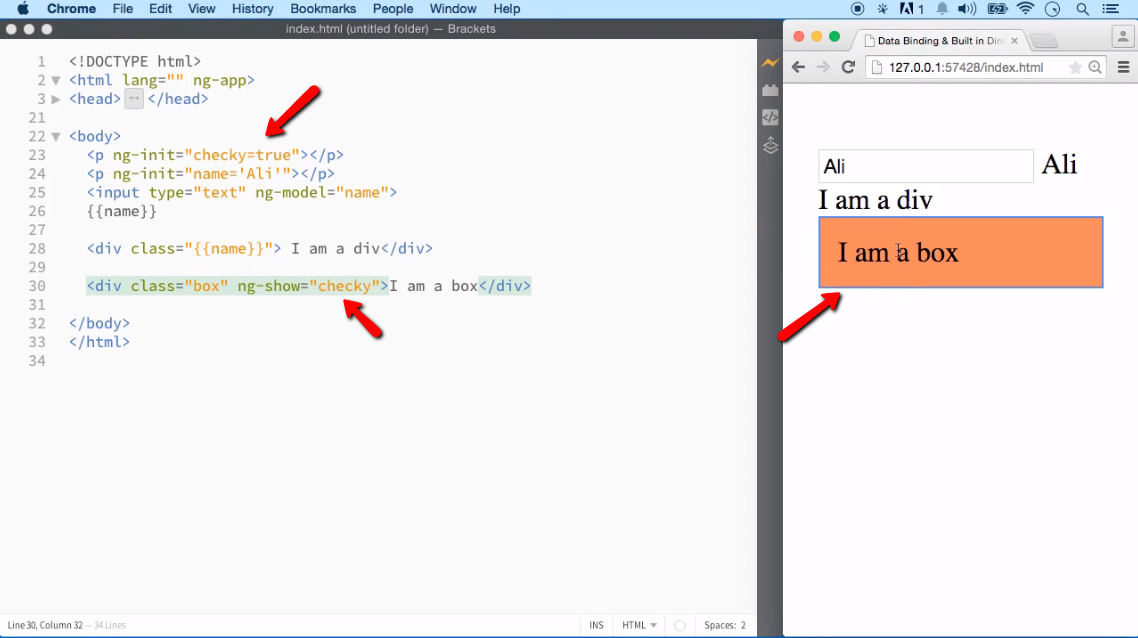 Chrome File Edit View History Bookmarks People Window Help 1
index.html (untitled folder) — Brackets
1 <!DOCTYPE html>
2 <html lang="" ng-app>
3 <head> ↔ </head>
21
22 <body>
23 <p ng-init="checky=true"></p>
24 <p ng-init="name='Ali'"></p>
25 <input type="text" ng-model="name">
26 {{name}}
27
28 <div class="{{name}}"> I am a div</div>
29
30 <div class="box" ng-show="checky">I am a box</div>
31
32 </body>
33 </html>
34
Line 30, Column 32 — 34 Lines
INS HTML Spaces: 2
Data Binding & Built in Dire
127.0.0.1:57428/index.html
Ali Ali
I am a div
I am a box